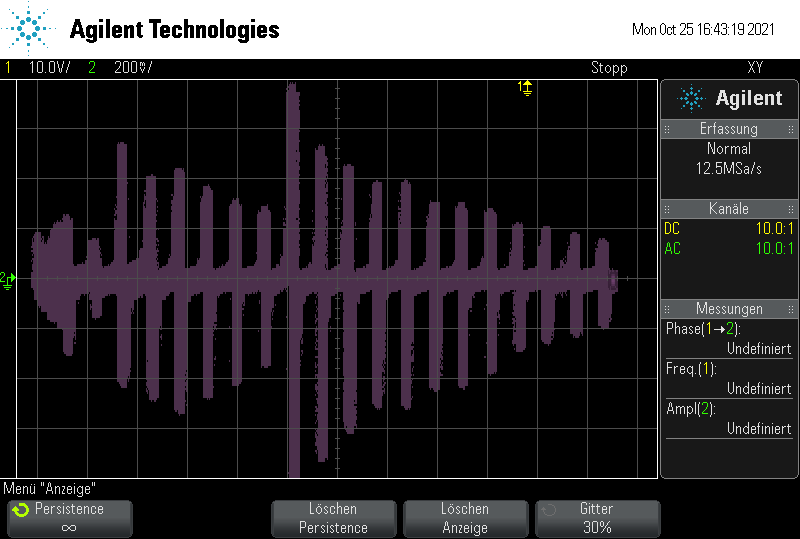 Agilent Technologies
Mon Oct 25 16:43:19 2021
1 10.0V/ 2 200mV/ Stopp XY
1
2
Agilent
Erfassung
Normal
12.5MSa/s
Kanäle
DC 10.0:1
AC 10.0:1
Messungen
Phase(1→2):
Undefiniert
Freq.(1):
Undefiniert
Ampl(2):
Undefiniert
Menü "Anzeige"
Persistence
∞
Löschen
Persistence
Löschen
Anzeige
Gitter
30%